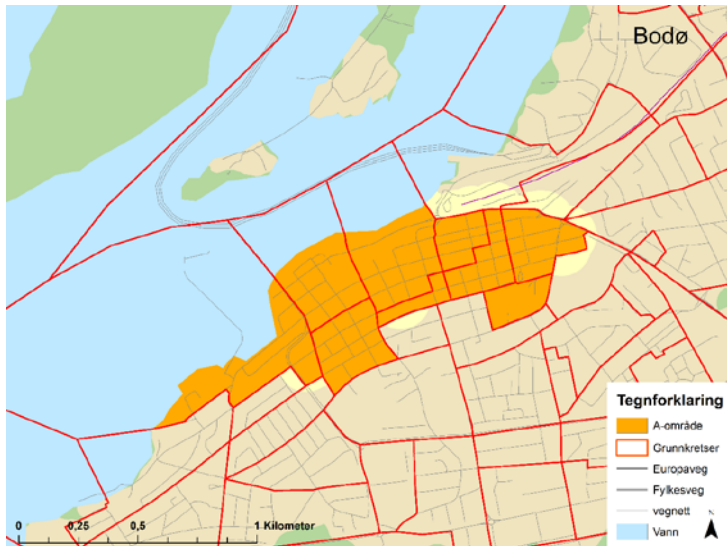 Bodø
Tegnforklaring
A-område
Grunnkretser
Europaveg
Fylkesveg
vegnett
Vann
N
0 0,25 0,5 1 Kilometer